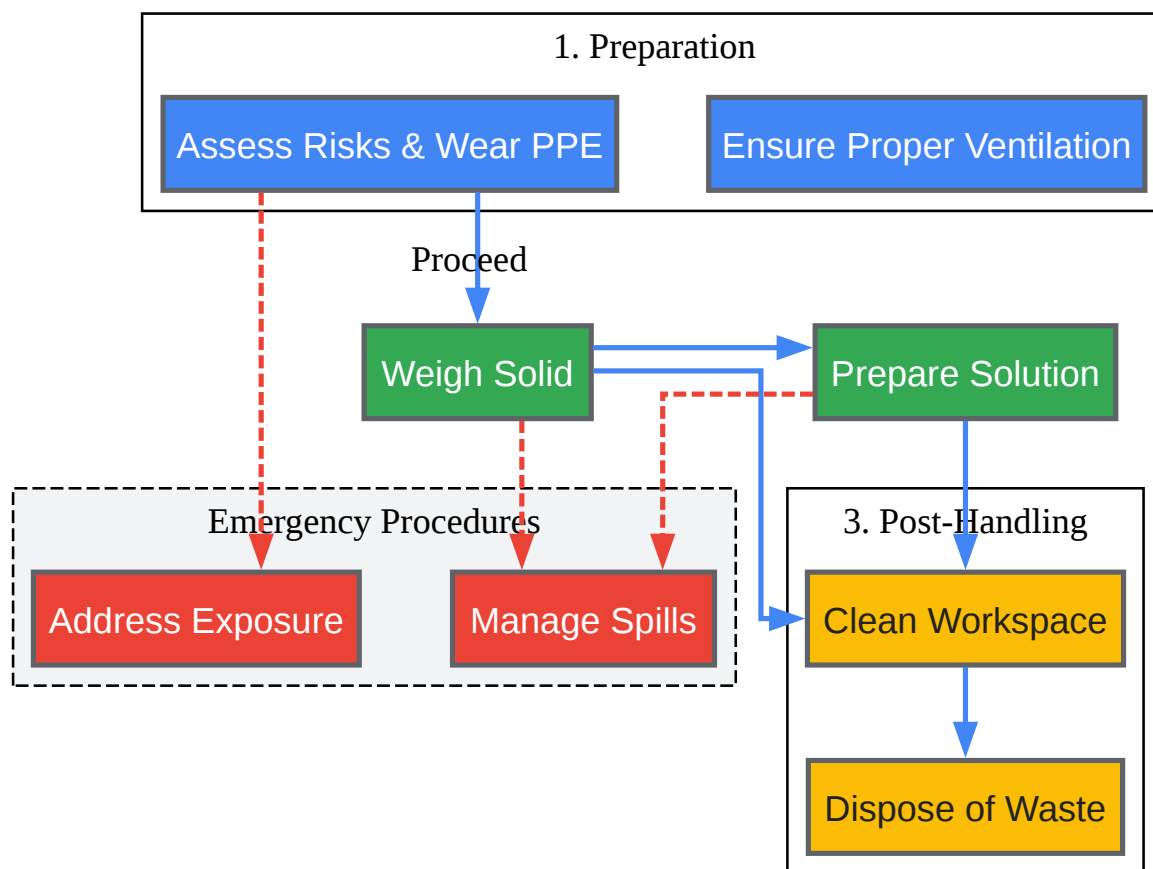 1. Preparation
Assess Risks & Wear PPE
Ensure Proper Ventilation
Proceed
Weigh Solid
Prepare Solution
Emergency Procedures
3. Post-Handling
Address Exposure
Manage Spills
Clean Workspace
Dispose of Waste